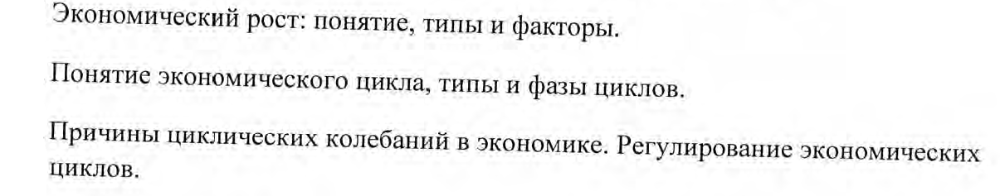 Экономический рост: понятие, типы и факторы.
Понятие экономического цикла, типы и фазы циклов.
Причины циклических колебаний в экономике. Регулирование экономических
циклов.